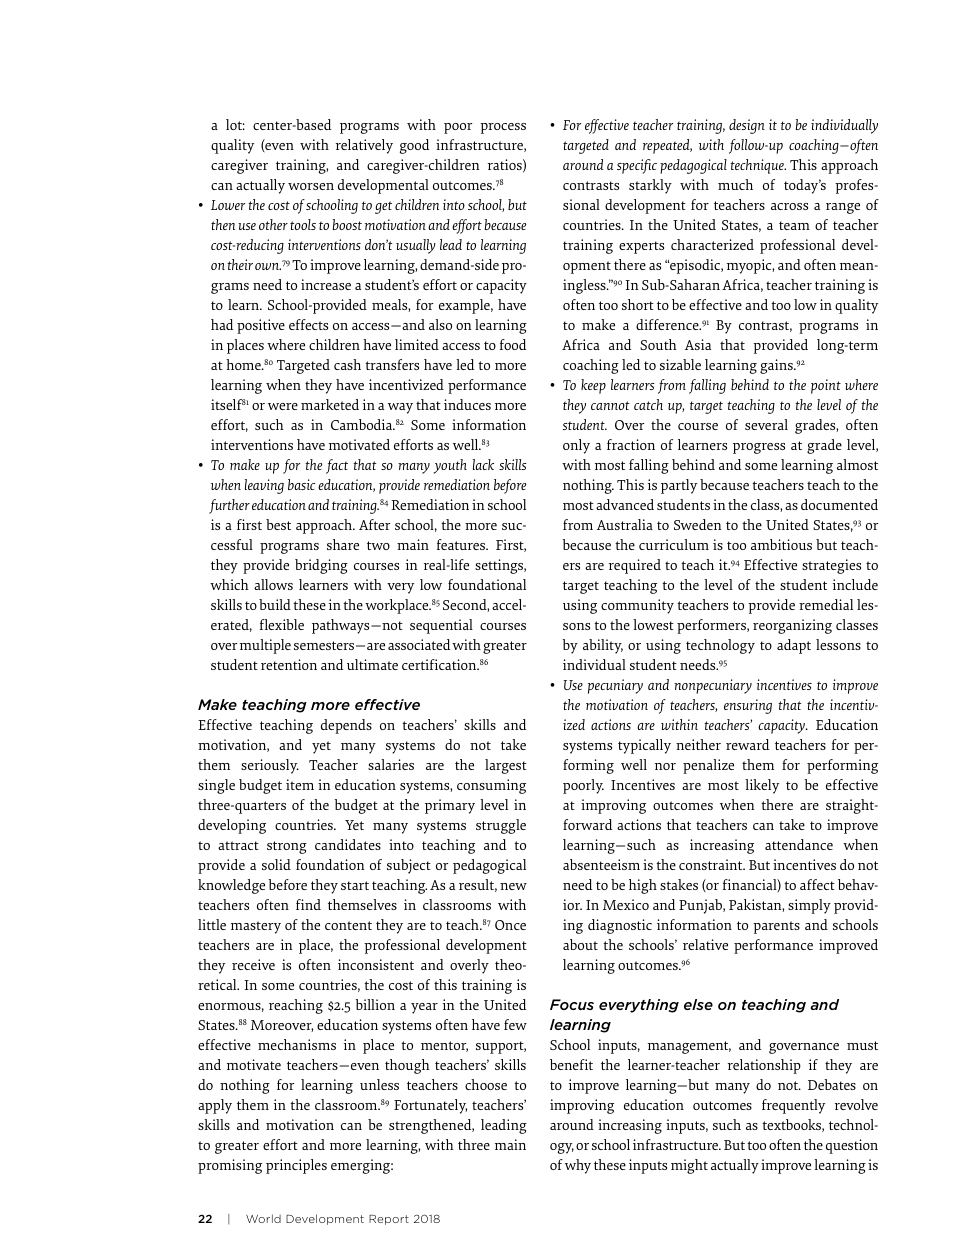 a lot: center-based programs with poor process
quality (even with relatively good infrastructure,
caregiver training, and caregiver-children ratios)
can actually worsen developmental outcomes.⁷⁸
• Lower the cost of schooling to get children into school, but
then use other tools to boost motivation and effort because
cost-reducing interventions don’t usually lead to learning
on their own.⁷⁹ To improve learning, demand-side pro-
grams need to increase a student’s effort or capacity
to learn. School-provided meals, for example, have
had positive effects on access—and also on learning
in places where children have limited access to food
at home.⁸⁰ Targeted cash transfers have led to more
learning when they have incentivized performance
itself⁸¹ or were marketed in a way that induces more
effort, such as in Cambodia.⁸² Some information
interventions have motivated efforts as well.⁸³
• To make up for the fact that so many youth lack skills
when leaving basic education, provide remediation before
further education and training.⁸⁴ Remediation in school
is a first best approach. After school, the more suc-
cessful programs share two main features. First,
they provide bridging courses in real-life settings,
which allows learners with very low foundational
skills to build these in the workplace.⁸⁵ Second, accel-
erated, flexible pathways—not sequential courses
over multiple semesters—are associated with greater
student retention and ultimate certification.⁸⁶
Make teaching more effective
Effective teaching depends on teachers’ skills and
motivation, and yet many systems do not take
them seriously. Teacher salaries are the largest
single budget item in education systems, consuming
three-quarters of the budget at the primary level in
developing countries. Yet many systems struggle
to attract strong candidates into teaching and to
provide a solid foundation of subject or pedagogical
knowledge before they start teaching. As a result, new
teachers often find themselves in classrooms with
little mastery of the content they are to teach.⁸⁷ Once
teachers are in place, the professional development
they receive is often inconsistent and overly theo-
retical. In some countries, the cost of this training is
enormous, reaching $2.5 billion a year in the United
States.⁸⁸ Moreover, education systems often have few
effective mechanisms in place to mentor, support,
and motivate teachers—even though teachers’ skills
do nothing for learning unless teachers choose to
apply them in the classroom.⁸⁹ Fortunately, teachers’
skills and motivation can be strengthened, leading
to greater effort and more learning, with three main
promising principles emerging:
• For effective teacher training, design it to be individually
targeted and repeated, with follow-up coaching—often
around a specific pedagogical technique. This approach
contrasts starkly with much of today’s profes-
sional development for teachers across a range of
countries. In the United States, a team of teacher
training experts characterized professional devel-
opment there as “episodic, myopic, and often mean-
ingless.”⁹⁰ In Sub-Saharan Africa, teacher training is
often too short to be effective and too low in quality
to make a difference.⁹¹ By contrast, programs in
Africa and South Asia that provided long-term
coaching led to sizable learning gains.⁹²
• To keep learners from falling behind to the point where
they cannot catch up, target teaching to the level of the
student. Over the course of several grades, often
only a fraction of learners progress at grade level,
with most falling behind and some learning almost
nothing. This is partly because teachers teach to the
most advanced students in the class, as documented
from Australia to Sweden to the United States,⁹³ or
because the curriculum is too ambitious but teach-
ers are required to teach it.⁹⁴ Effective strategies to
target teaching to the level of the student include
using community teachers to provide remedial les-
sons to the lowest performers, reorganizing classes
by ability, or using technology to adapt lessons to
individual student needs.⁹⁵
• Use pecuniary and nonpecuniary incentives to improve
the motivation of teachers, ensuring that the incentiv-
ized actions are within teachers’ capacity. Education
systems typically neither reward teachers for per-
forming well nor penalize them for performing
poorly. Incentives are most likely to be effective
at improving outcomes when there are straight-
forward actions that teachers can take to improve
learning—such as increasing attendance when
absenteeism is the constraint. But incentives do not
need to be high stakes (or financial) to affect behav-
ior. In Mexico and Punjab, Pakistan, simply provid-
ing diagnostic information to parents and schools
about the schools’ relative performance improved
learning outcomes.⁹⁶
Focus everything else on teaching and
learning
School inputs, management, and governance must
benefit the learner-teacher relationship if they are
to improve learning—but many do not. Debates on
improving education outcomes frequently revolve
around increasing inputs, such as textbooks, technol-
ogy, or school infrastructure. But too often the question
of why these inputs might actually improve learning is
22 | World Development Report 2018